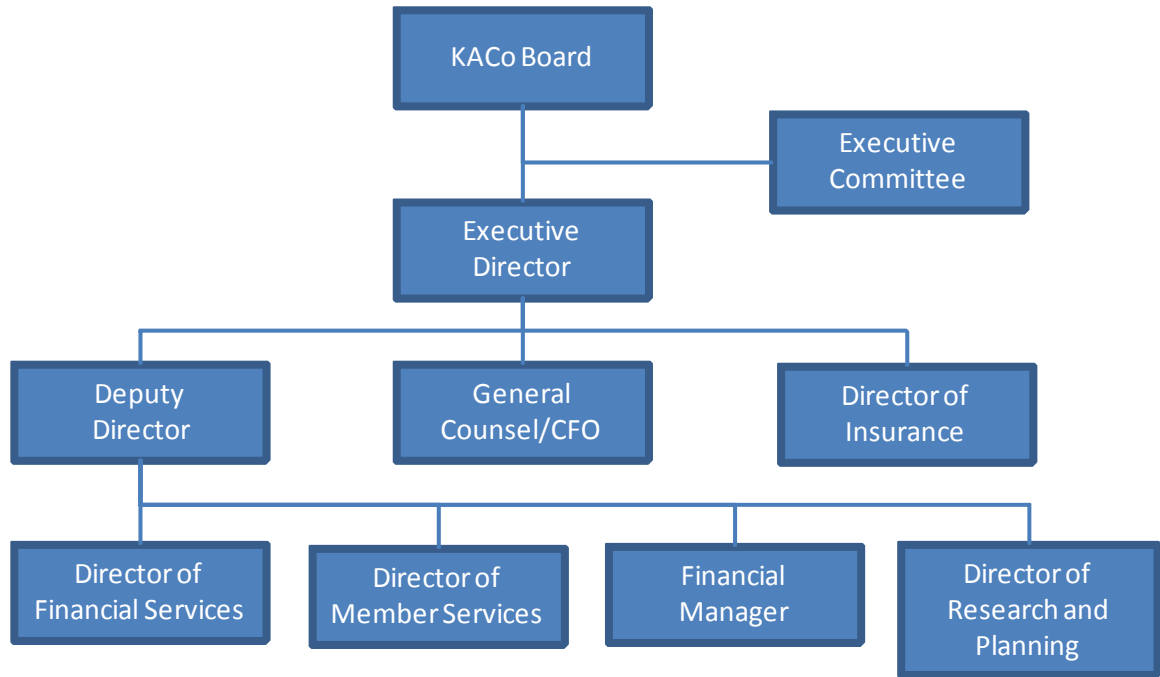 KACo Board
Executive
Committee
Executive
Director
Deputy
Director
General
Counsel/CFO
Director of
Insurance
Director of
Financial Services
Director of
Member Services
Financial
Manager
Director of
Research and
Planning